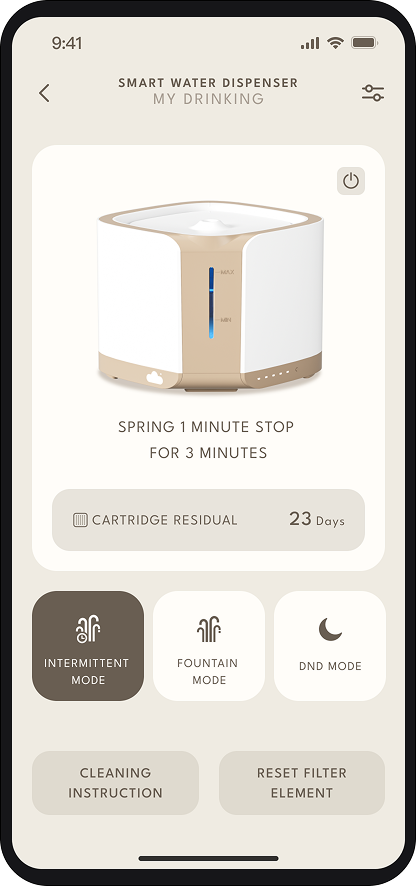 9:41
SMART WATER DISPENSER
MY DRINKING
MAX
MIN
SPRING 1 MINUTE STOP
FOR 3 MINUTES
CARTRIDGE RESIDUAL 23 Days
INTERMITTENT
MODE
FOUNTAIN
MODE
DND MODE
CLEANING
INSTRUCTION
RESET FILTER
ELEMENT